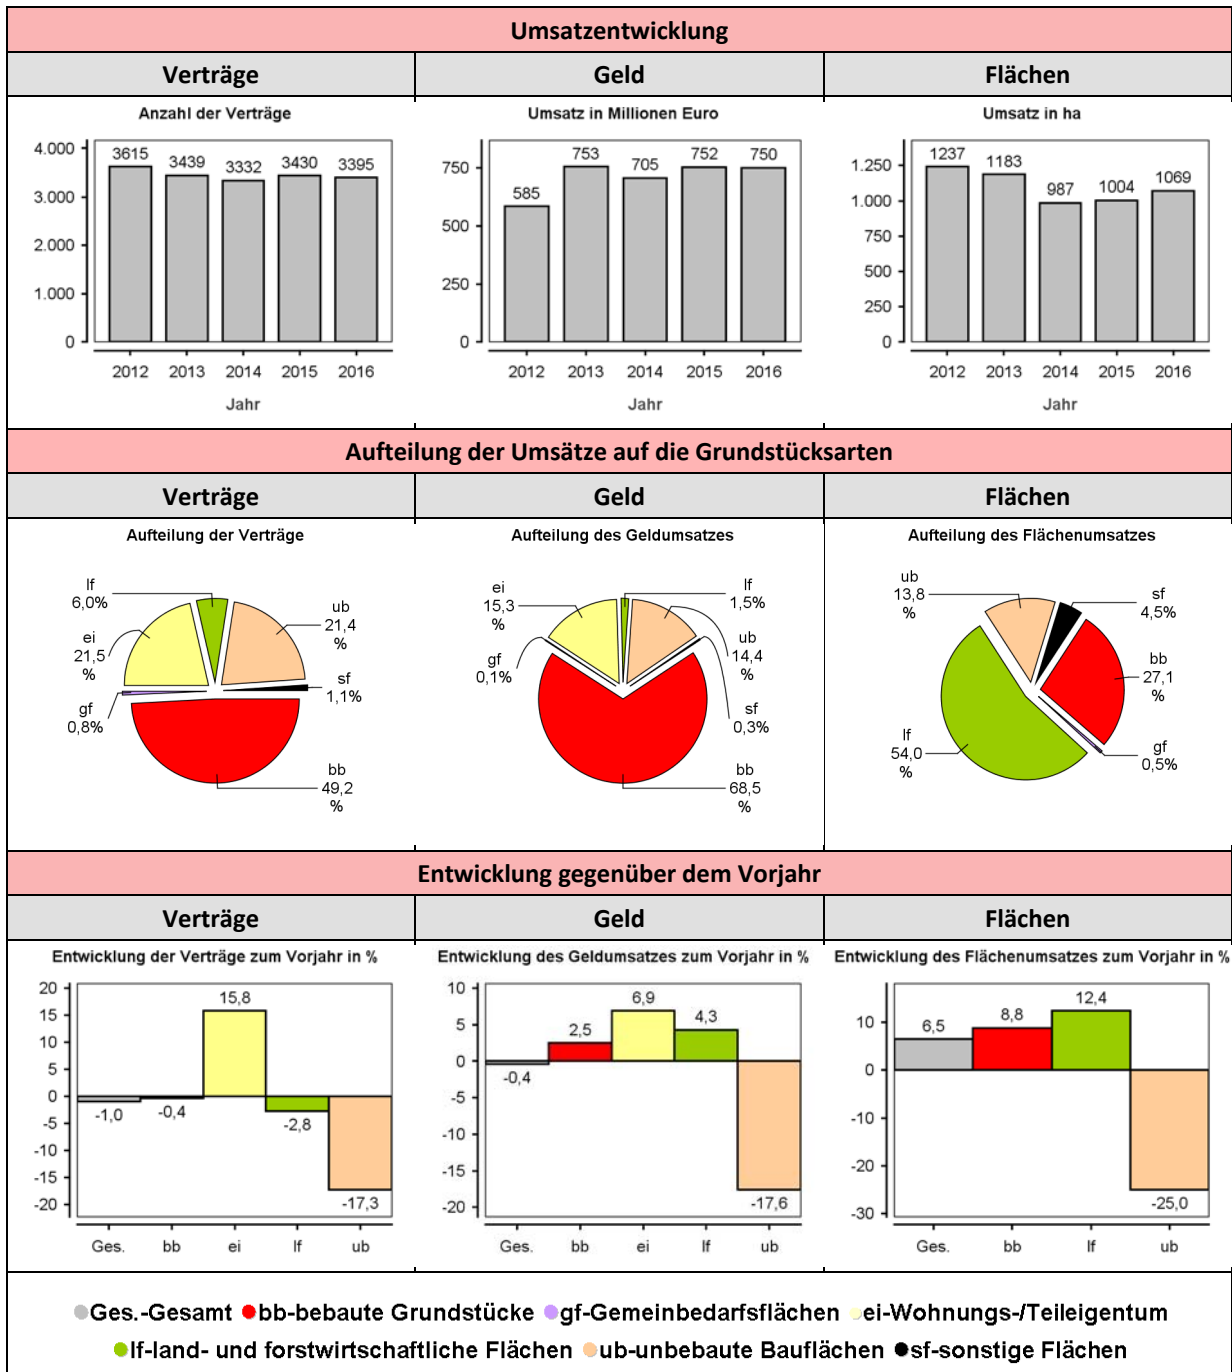 Umsatzentwicklung
Verträge Geld Flächen
Anzahl der Verträge
4.000
3.000
2.000
1.000
0
3615 3439 3332 3430 3395
2012 2013 2014 2015 2016
Jahr
Umsatz in Millionen Euro
750
500
250
0
585 753 705 752 750
2012 2013 2014 2015 2016
Jahr
Umsatz in ha
1.250
1.000
750
500
250
0
1237 1183 987 1004 1069
2012 2013 2014 2015 2016
Jahr
Aufteilung der Umsätze auf die Grundstücksarten
Verträge Geld Flächen
Aufteilung der Verträge
lf
6,0%
ub
21,4
%
ei
21,5
%
sf
1,1%
gf
0,8%
bb
49,2
%
Aufteilung des Geldumsatzes
ei
15,3
%
lf
1,5%
ub
14,4
%
gf
0,1%
sf
0,3%
bb
68,5
%
Aufteilung des Flächenumsatzes
ub
13,8
%
sf
4,5%
bb
27,1
%
lf
54,0
%
gf
0,5%
Entwicklung gegenüber dem Vorjahr
Verträge Geld Flächen
Entwicklung der Verträge zum Vorjahr in %
20
15
10
5
0
-5
-10
-15
-20
-1,0 -0,4 15,8 -2,8 -17,3
Ges. bb ei lf ub
Entwicklung des Geldumsatzes zum Vorjahr in %
10
5
0
-5
-10
-15
-20
-0,4 2,5 6,9 4,3 -17,6
Ges. bb ei lf ub
Entwicklung des Flächenumsatzes zum Vorjahr in %
10
0
-10
-20
-30
6,5 8,8 12,4 -25,0
Ges. bb lf ub
Ges.-Gesamt bb-bebaute Grundstücke gf-Gemeinbedarfsflächen ei-Wohnungs-/Teileigentum
lf-land- und forstwirtschaftliche Flächen ub-unbebaute Bauflächen sf-sonstige Flächen